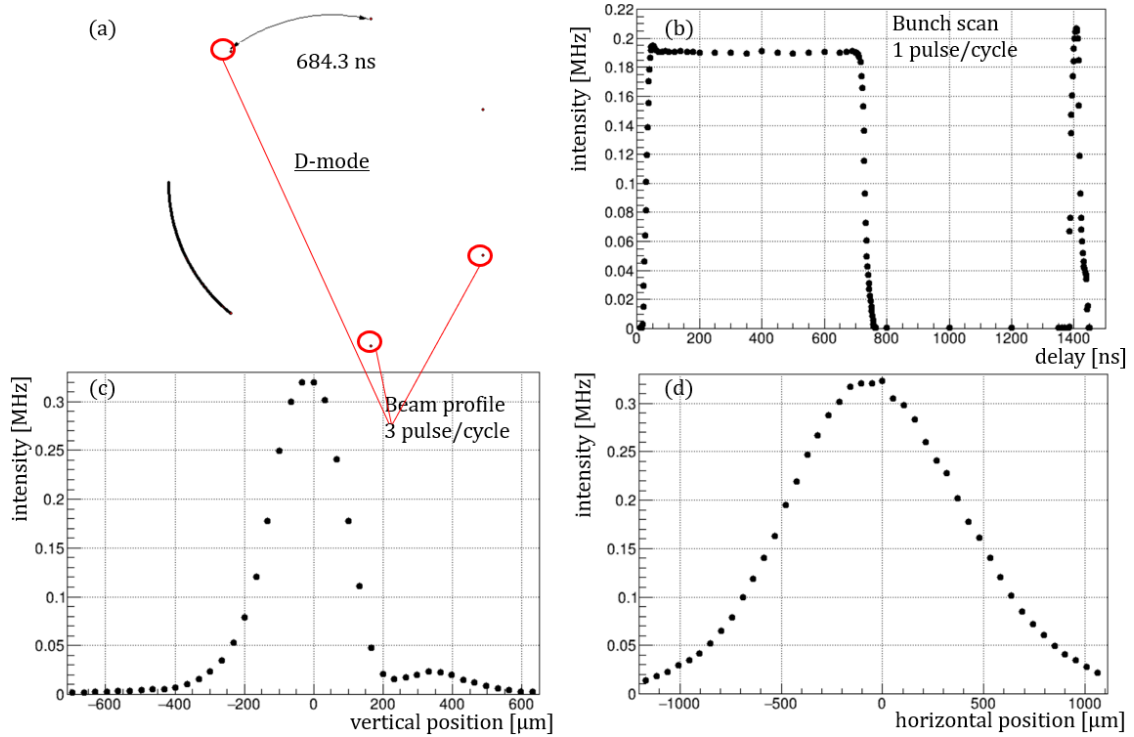 (a)
684.3 ns
D-mode
(b)
Bunch scan
1 pulse/cycle
intensity [MHz]
0.22
0.2
0.18
0.16
0.14
0.12
0.1
0.08
0.06
0.04
0.02
0
0 200 400 600 800 1000 1200 1400
delay [ns]
(c)
Beam profile
3 pulse/cycle
intensity [MHz]
0.3
0.25
0.2
0.15
0.1
0.05
0
−600 −400 −200 0 200 400 600
vertical position [µm]
(d)
intensity [MHz]
0.3
0.25
0.2
0.15
0.1
0.05
0
−1000 −500 0 500 1000
horizontal position [µm]